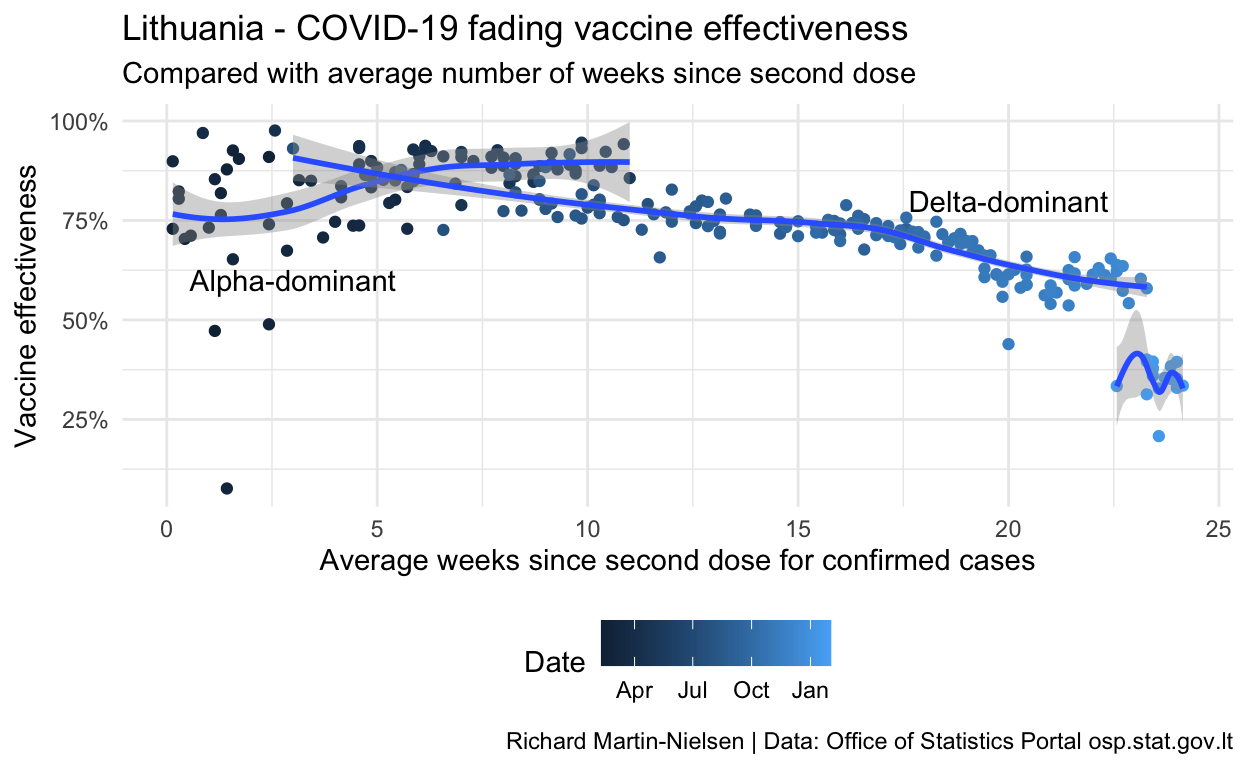 Lithuania - COVID-19 fading vaccine effectiveness
Compared with average number of weeks since second dose
Vaccine effectiveness
100%
75%
50%
25%
Delta-dominant
Alpha-dominant
0 5 10 15 20 25
Average weeks since second dose for confirmed cases
Date
Apr Jul Oct Jan
Richard Martin-Nielsen | Data: Office of Statistics Portal osp.stat.gov.lt